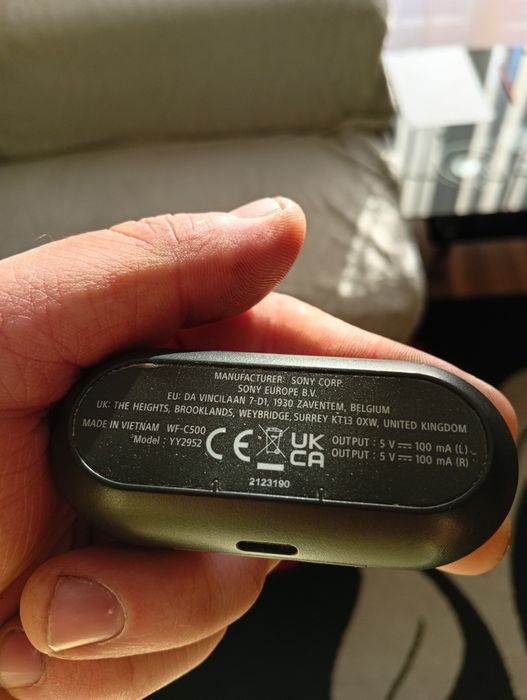 MANUFACTURER: SONY CORP.
SONY EUROPE B.V.
EU: DA VINCILAAN 7-D1, 1930 ZAVENTEM, BELGIUM
UK: THE HEIGHTS, BROOKLANDS, WEYBRIDGE, SURREY KT13 0XW, UNITED KINGDOM
MADE IN VIETNAM WF-C500
Model: YY2952
CE
UK
CA
OUTPUT : 5 V ⎓ 100 mA (L)
OUTPUT : 5 V ⎓ 100 mA (R)
2123190